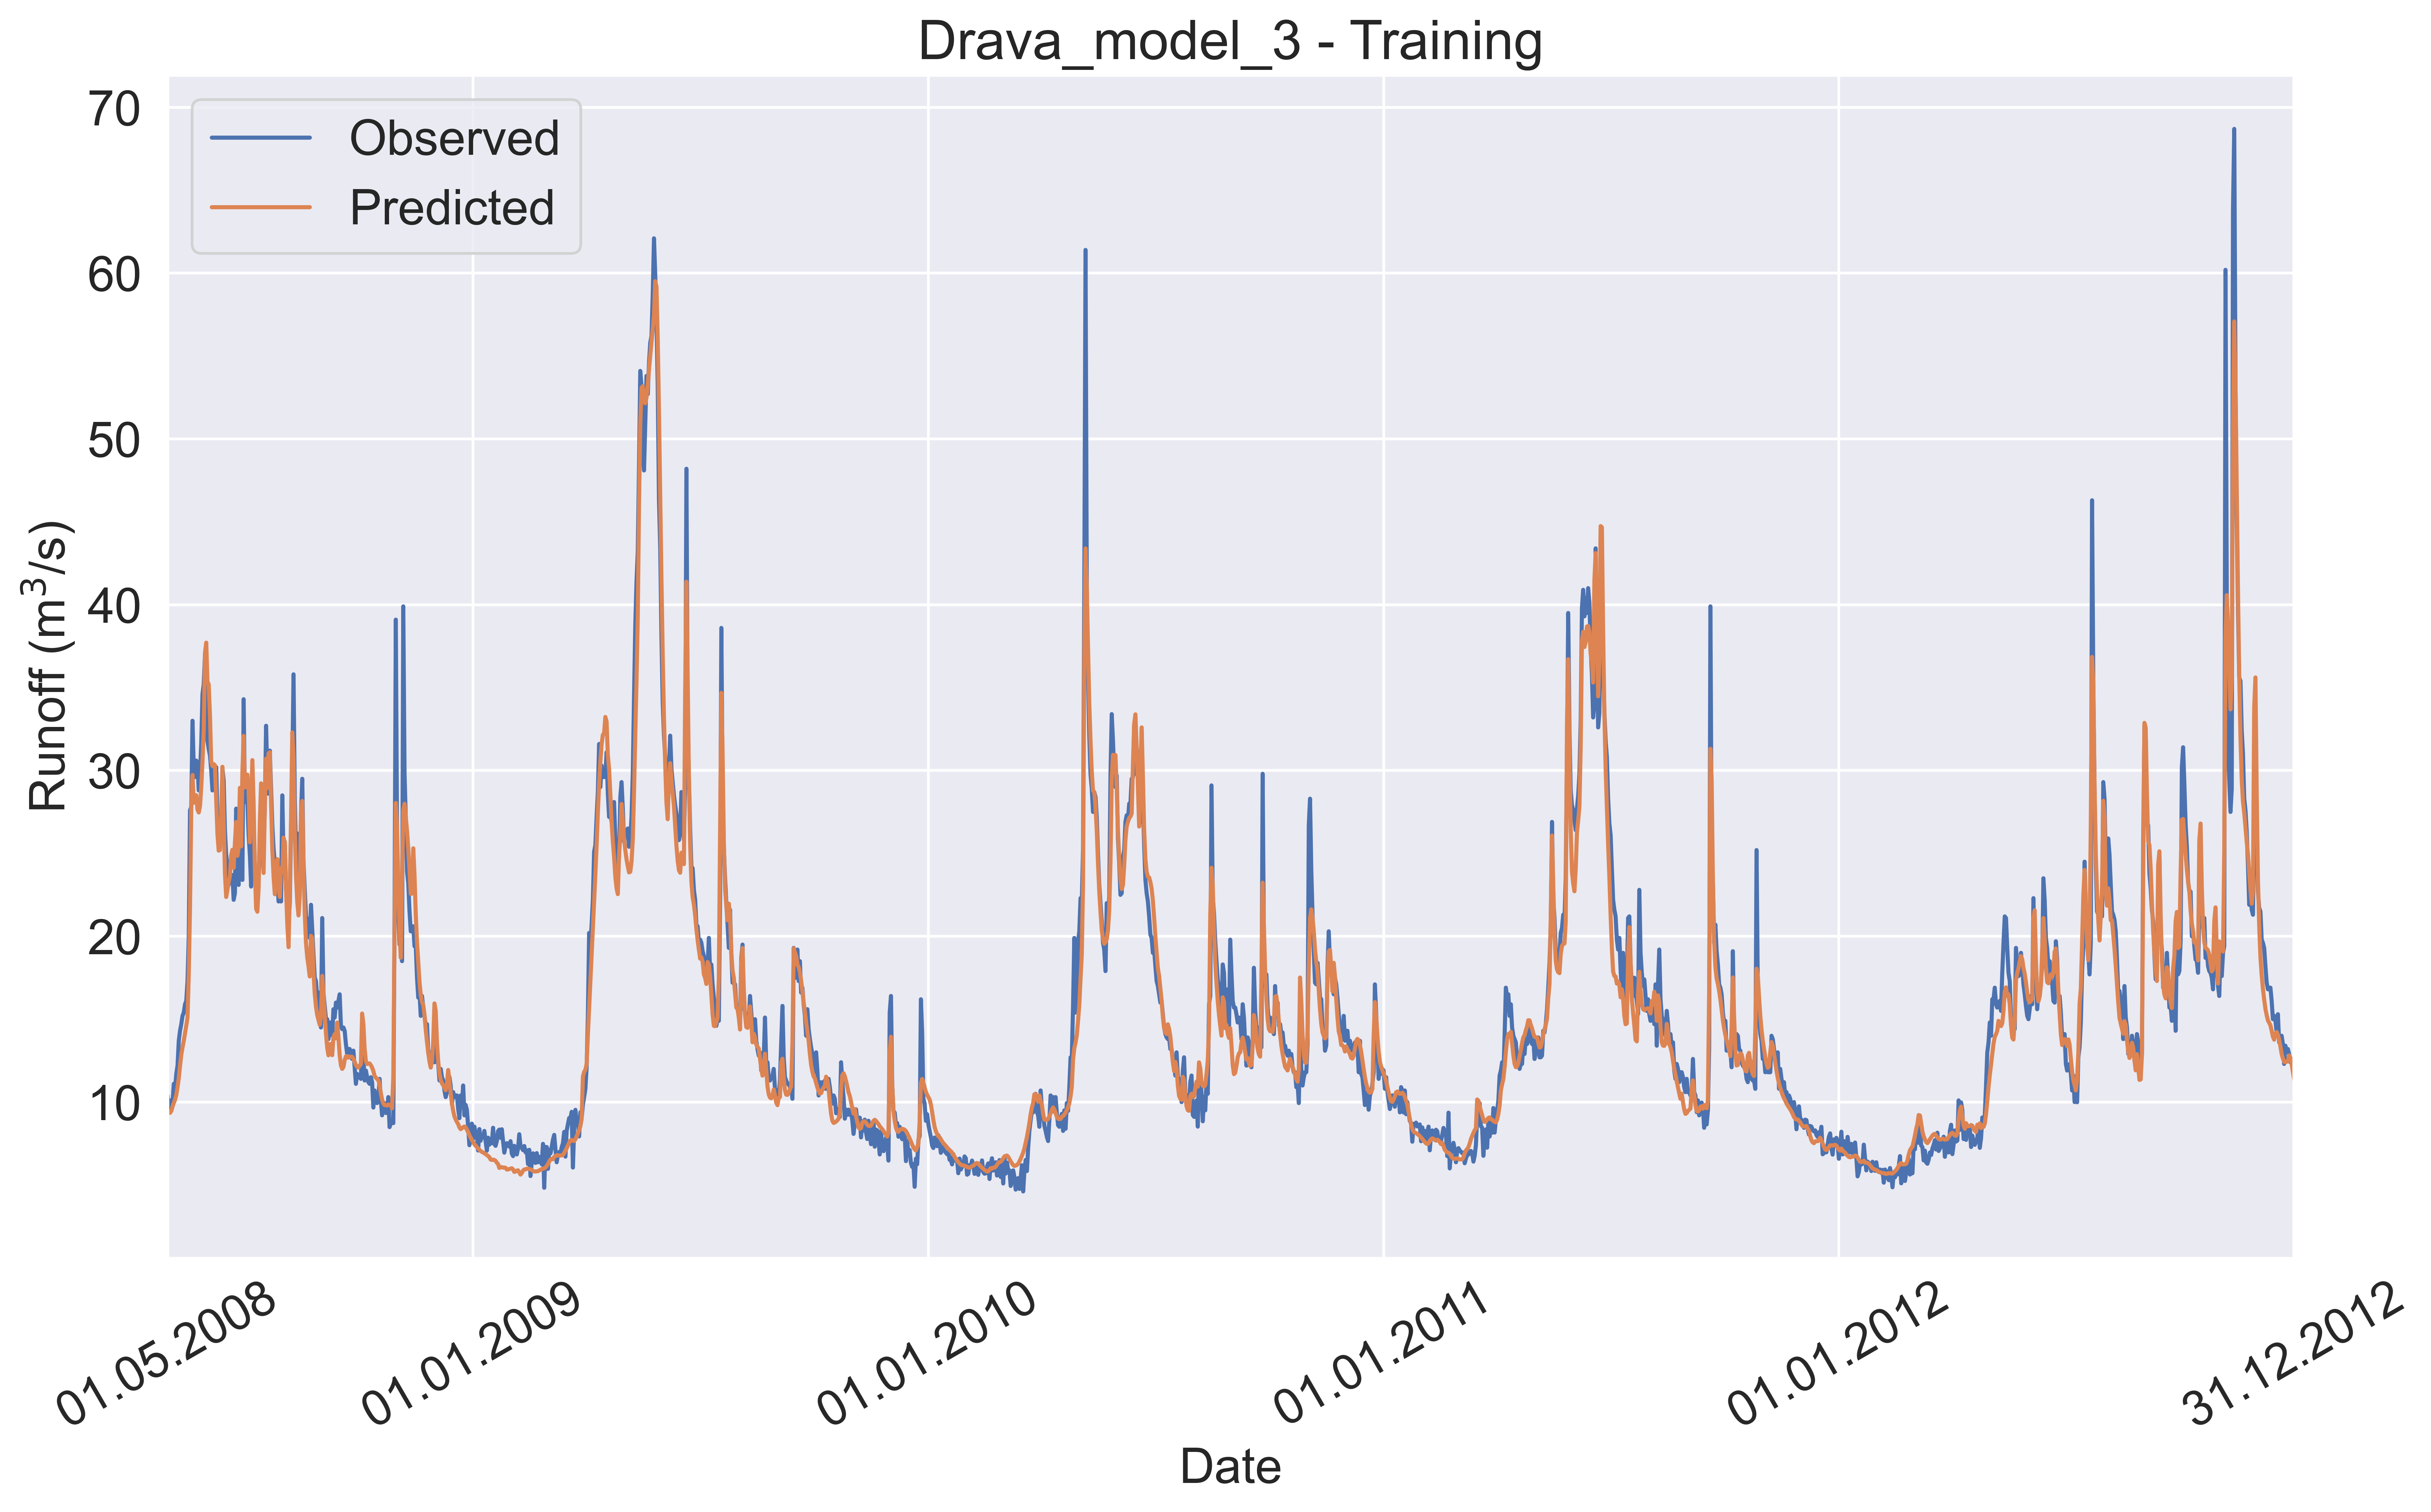 Drava_model_3 - Training
Observed
Predicted
70
60
50
40
30
20
10
Runoff (m³/s)
01.05.2008
01.01.2009
01.01.2010
01.01.2011
01.01.2012
31.12.2012
Date